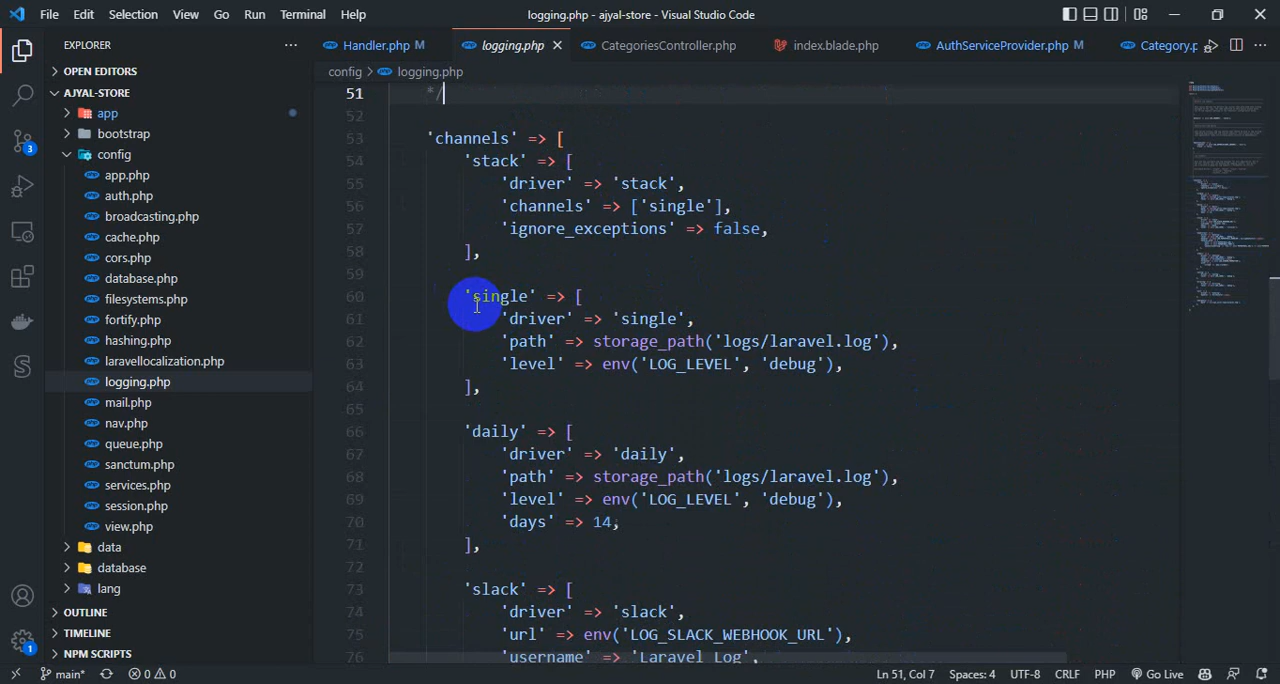 File Edit Selection View Go Run Terminal Help logging.php - ajyal-store - Visual Studio Code
EXPLORER
OPEN EDITORS
AJYAL-STORE
app
bootstrap
config
app.php
auth.php
broadcasting.php
cache.php
cors.php
database.php
filesystems.php
fortify.php
hashing.php
laravellocalization.php
logging.php
mail.php
nav.php
queue.php
sanctum.php
services.php
session.php
view.php
data
database
lang
OUTLINE
TIMELINE
NPM SCRIPTS
3
1
Handler.php M logging.php CategoriesController.php index.blade.php AuthServiceProvider.php M Category.p
config > logging.php
51 */
52
53 'channels' => [
54 'stack' => [
55 'driver' => 'stack',
56 'channels' => ['single'],
57 'ignore_exceptions' => false,
58 ],
59
60 'single' => [
61 'driver' => 'single',
62 'path' => storage_path('logs/laravel.log'),
63 'level' => env('LOG_LEVEL', 'debug'),
64 ],
65
66 'daily' => [
67 'driver' => 'daily',
68 'path' => storage_path('logs/laravel.log'),
69 'level' => env('LOG_LEVEL', 'debug'),
70 'days' => 14,
71 ],
72
73 'slack' => [
74 'driver' => 'slack',
75 'url' => env('LOG_SLACK_WEBHOOK_URL'),
76 'username' => 'Laravel Log',
main* 0 0 Ln 51, Col 7 Spaces: 4 UTF-8 CRLF PHP Go Live